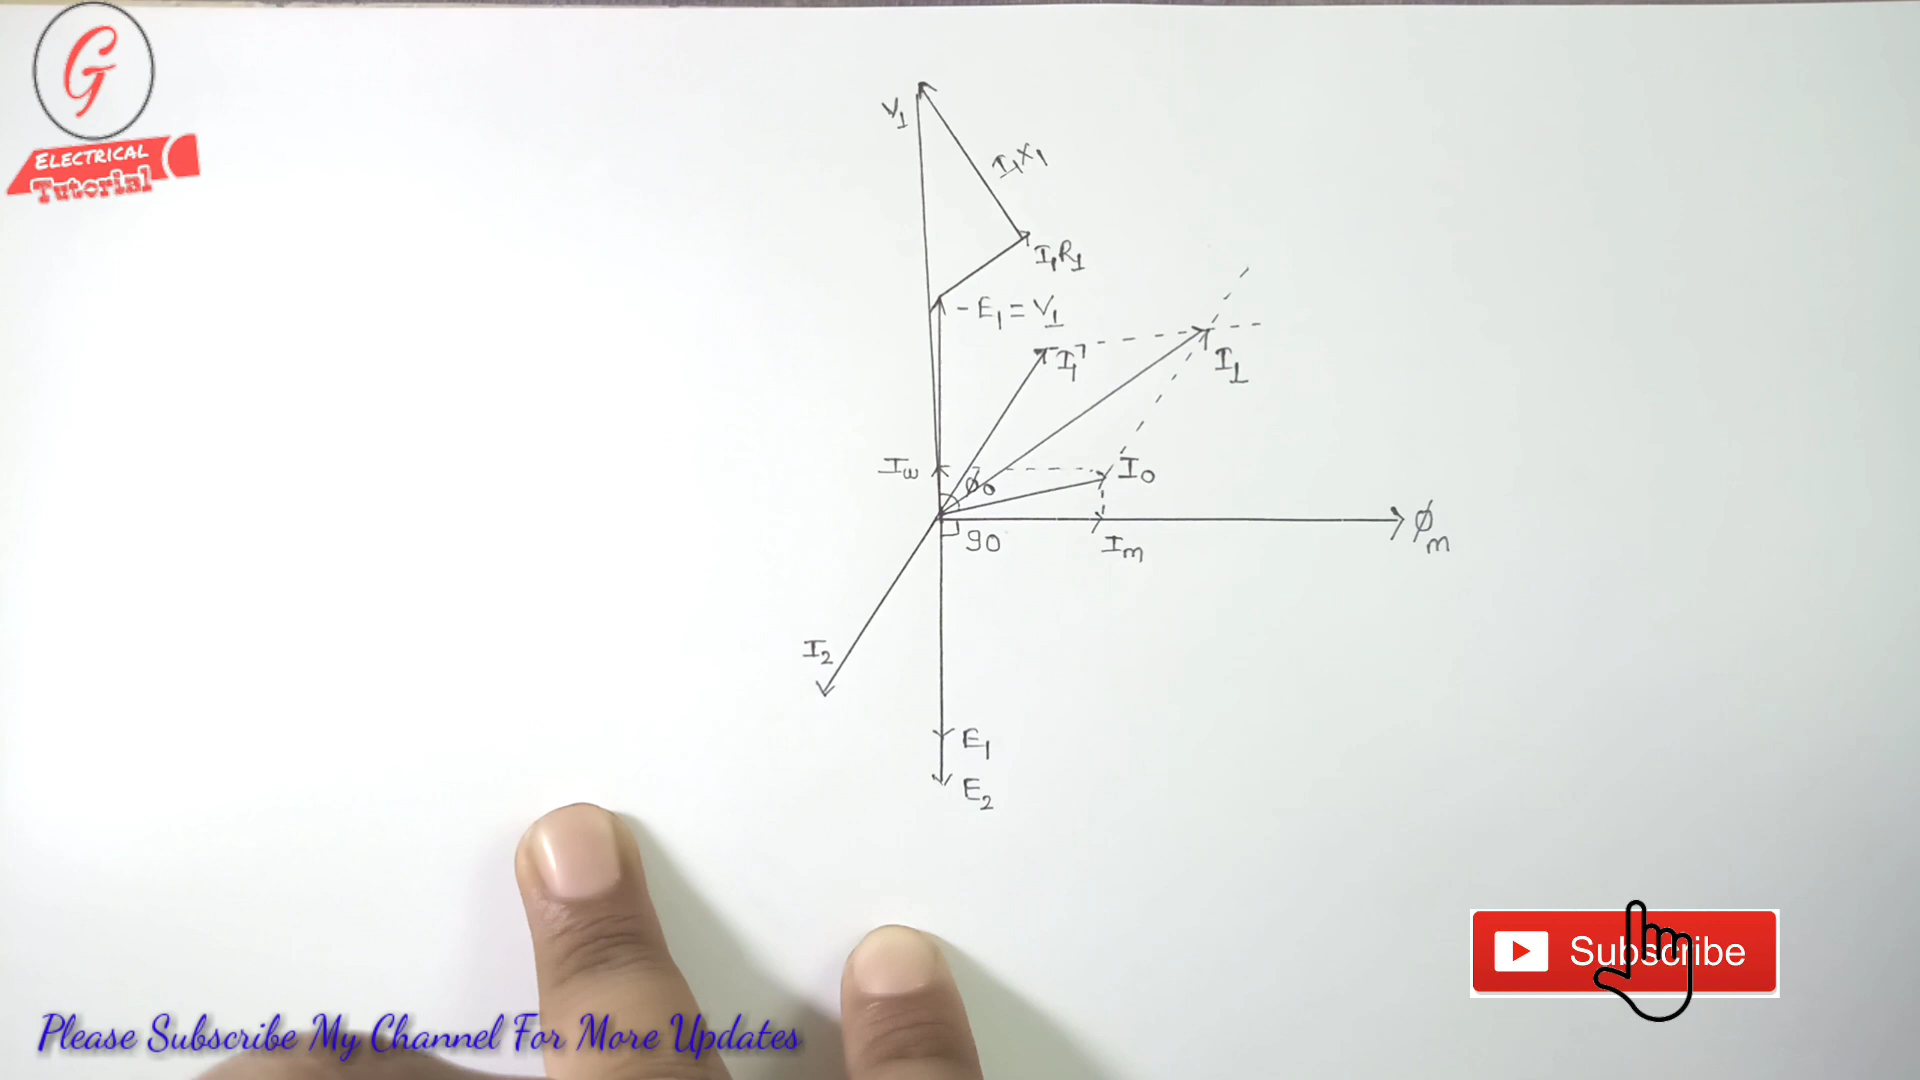 G
ELECTRICAL
Tutorial
V1
I1X1
I1R1
- E1 = V1
I1'
I1
Iw
ϕ0
I0
90
Im
ϕm
I2
E1
E2
Subscribe
Please Subscribe My Channel For More Updates